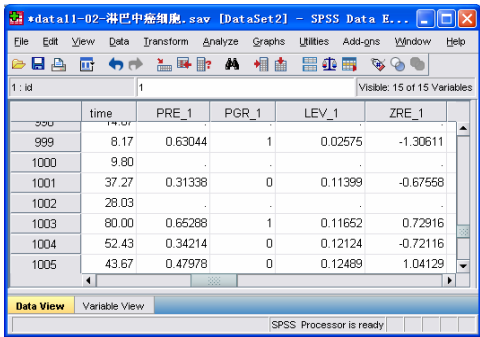 *data11-02-淋巴中癌细胞.sav [DataSet2] - SPSS Data E...
File Edit View Data Transform Analyze Graphs Utilities Add-ons Window Help
1 : id 1 Visible: 15 of 15 Variables
time PRE_1 PGR_1 LEV_1 ZRE_1
999 8.17 0.63044 1 0.02575 -1.30611
1000 9.80 . . . .
1001 37.27 0.31338 0 0.11399 -0.67558
1002 28.03 . . . .
1003 80.00 0.65288 1 0.11652 0.72916
1004 52.43 0.34214 0 0.12124 -0.72116
1005 43.67 0.47978 0 0.12489 1.04129
Data View Variable View
SPSS Processor is ready